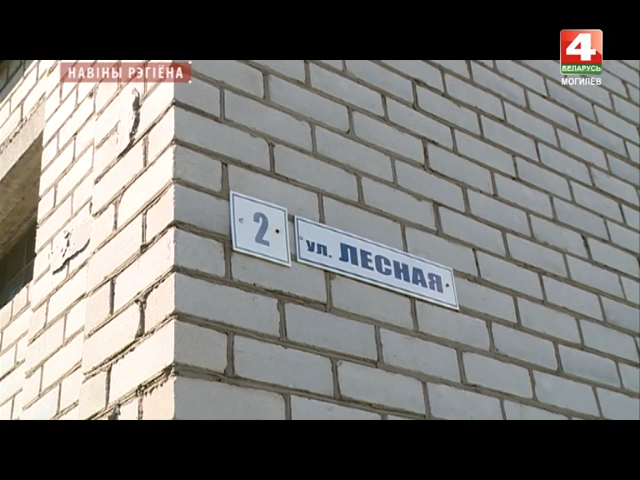 НАВІНЫ РЭГІЁНА
4
БЕЛАРУСЬ
МОГИЛЕВ
2
ул. ЛЕСНАЯ